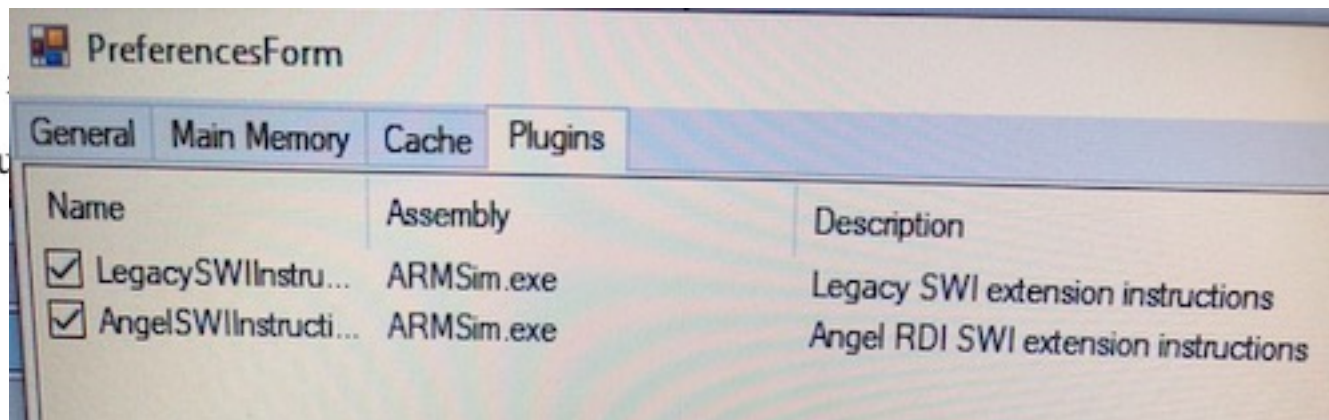 PreferencesForm
General Main Memory Cache Plugins
Name Assembly Description
LegacySWIInstru... ARMSim.exe Legacy SWI extension instructions
AngelSWIInstructi... ARMSim.exe Angel RDI SWI extension instructions